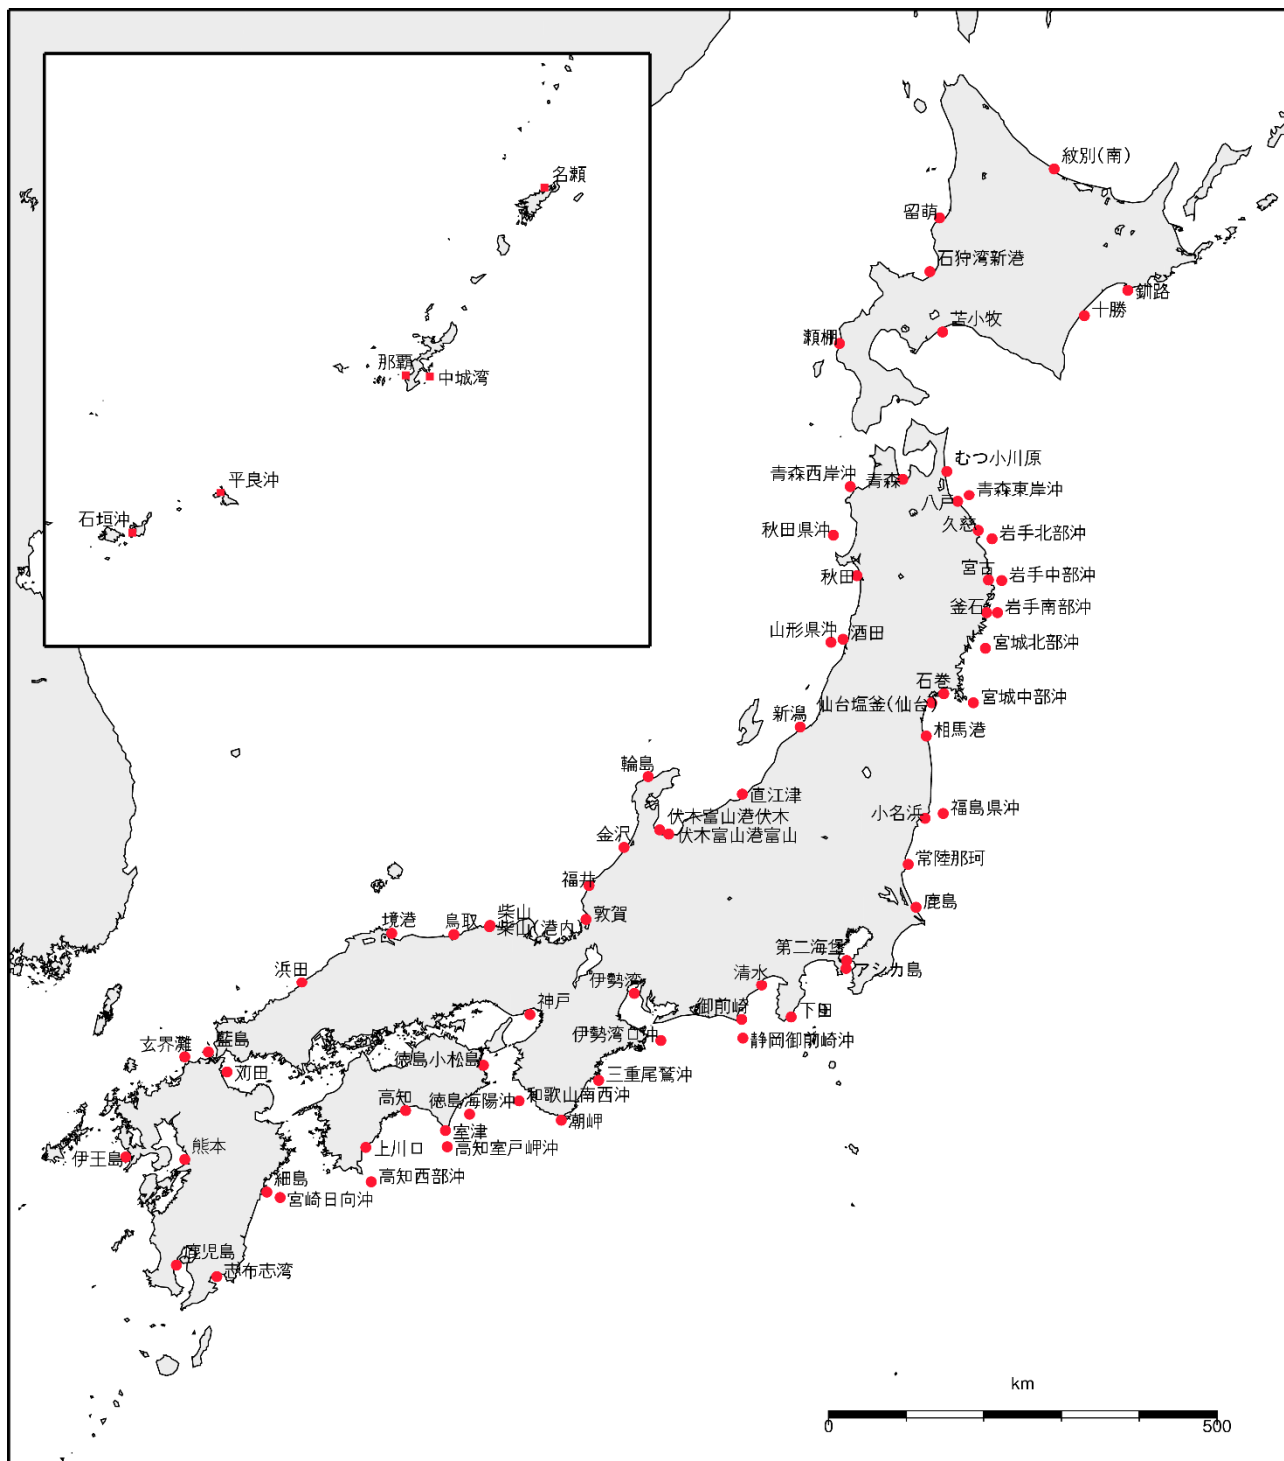 名瀬
紋別(南)
留萌
石狩湾新港
釧路
十勝
苫小牧
瀬棚
那覇
中城湾
平良沖
石垣沖
むつ小川原
青森西岸沖
青森
青森東岸沖
八戸
秋田県沖
久慈
岩手北部沖
秋田
宮古
岩手中部沖
釜石
岩手南部沖
山形県沖
酒田
宮城北部沖
石巻
仙台塩釜(仙台)
宮城中部沖
新潟
相馬港
輪島
直江津
伏木富山港伏木
伏木富山港富山
小名浜
福島県沖
金沢
常陸那珂
福井
鹿島
境港
鳥取
柴山
柴山(港内)
敦賀
第二海堡
アシカ島
浜田
伊勢湾
清水
神戸
御前崎
下田
伊勢湾口沖
静岡御前崎沖
玄界灘
藍島
苅田
徳島小松島
三重尾鷲沖
高知
徳島海陽沖
和歌山南西沖
潮岬
室津
上川口
高知室戸岬沖
伊王島
熊本
高知西部沖
細島
宮崎日向沖
鹿児島
志布志湾
km
0
500